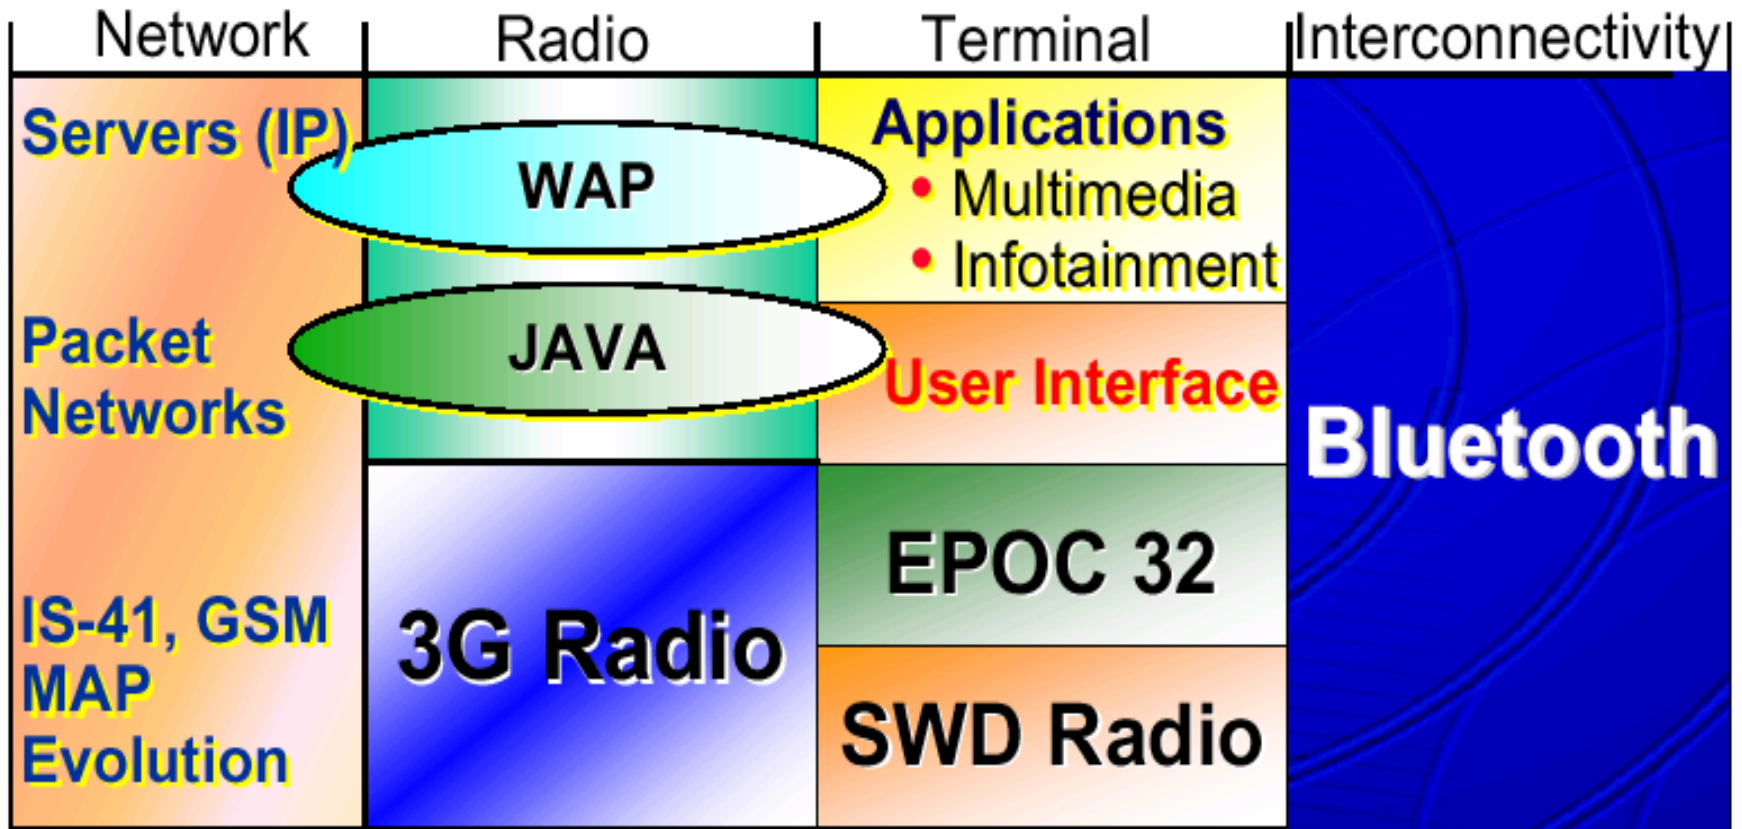 Network
Radio
Terminal
Interconnectivity
Servers (IP)
Packet
Networks
IS-41, GSM
MAP
Evolution
WAP
JAVA
3G Radio
Applications
• Multimedia
• Infotainment
User Interface
EPOC 32
SWD Radio
Bluetooth